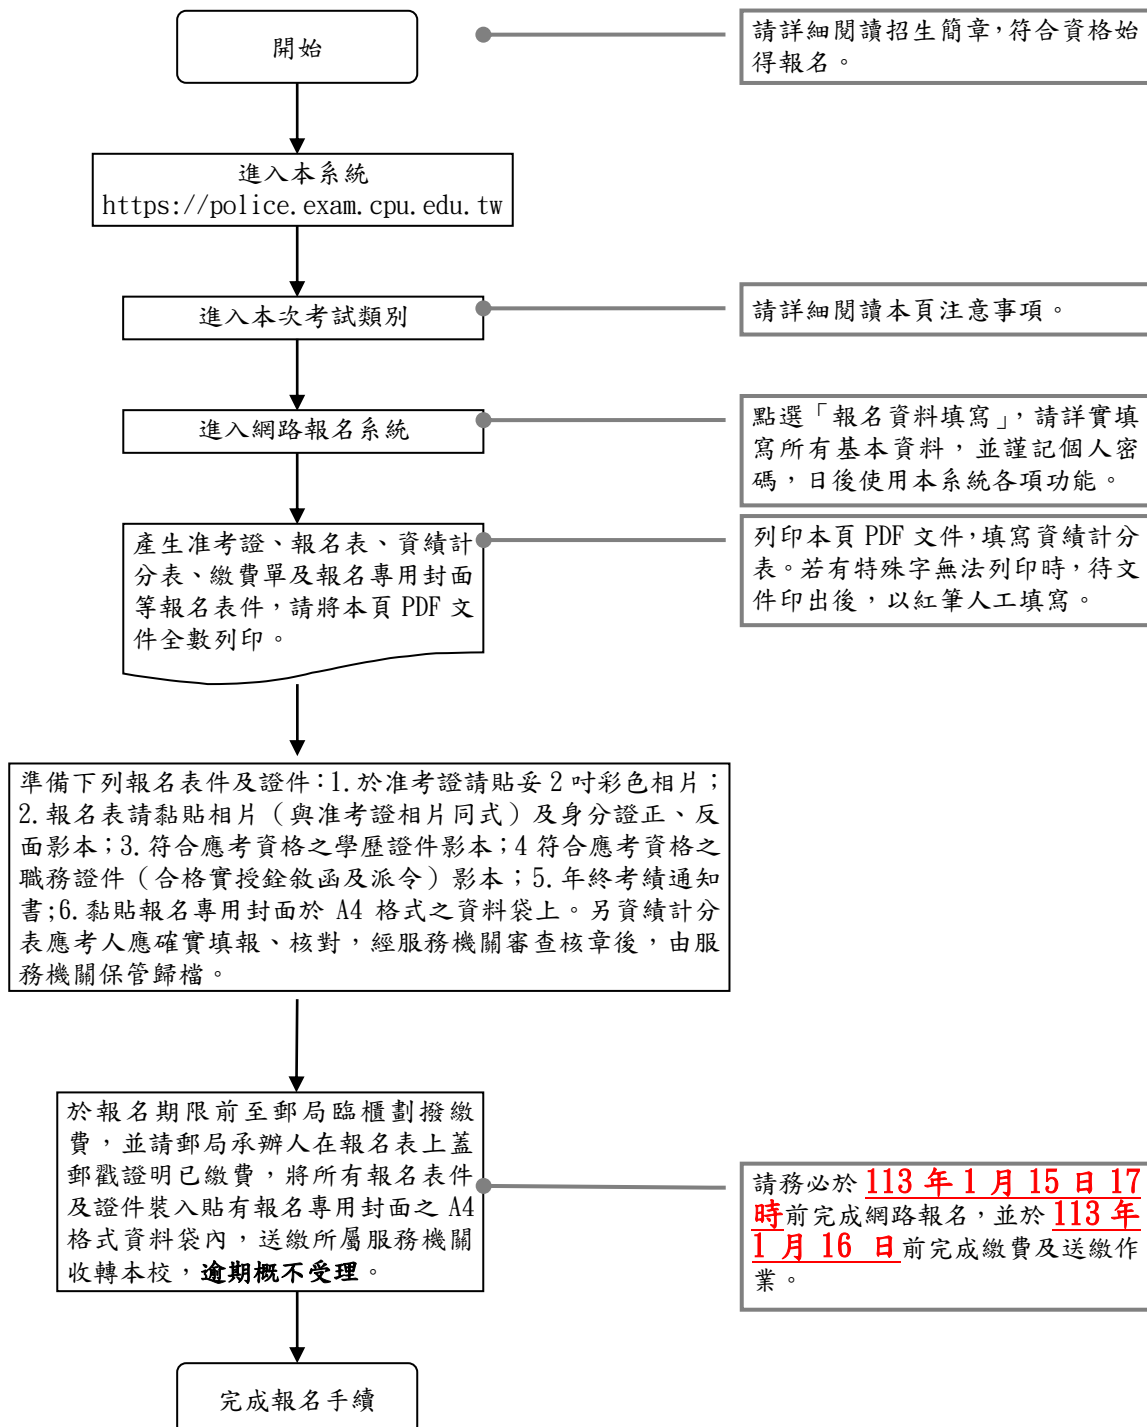 開始
請詳細閱讀招生簡章,符合資格始
得報名。
進入本系統
https://police.exam.cpu.edu.tw
進入本次考試類別
請詳細閱讀本頁注意事項。
進入網路報名系統
點選「報名資料填寫」,請詳實填
寫所有基本資料,並謹記個人密
碼,日後使用本系統各項功能。
產生准考證、報名表、資績計
分表、繳費單及報名專用封面
等報名表件,請將本頁 PDF 文
件全數列印。
列印本頁 PDF 文件,填寫資績計分
表。若有特殊字無法列印時,待文
件印出後,以紅筆人工填寫。
準備下列報名表件及證件:1.於准考證請貼妥 2 吋彩色相片;
2.報名表請黏貼相片(與准考證相片同式)及身分證正、反
面影本;3.符合應考資格之學歷證件影本;4 符合應考資格之
職務證件(合格實授銓敘函及派令)影本;5.年終考績通知
書;6.黏貼報名專用封面於 A4 格式之資料袋上。另資績計分
表應考人應確實填報、核對,經服務機關審查核章後,由服
務機關保管歸檔。
於報名期限前至郵局臨櫃劃撥繳
費,並請郵局承辦人在報名表上蓋
郵戳證明已繳費,將所有報名表件
及證件裝入貼有報名專用封面之 A4
格式資料袋內,送繳所屬服務機關
收轉本校,逾期概不受理。
請務必於 113 年 1 月 15 日 17
時前完成網路報名,並於 113 年
1 月 16 日前完成繳費及送繳作
業。
完成報名手續